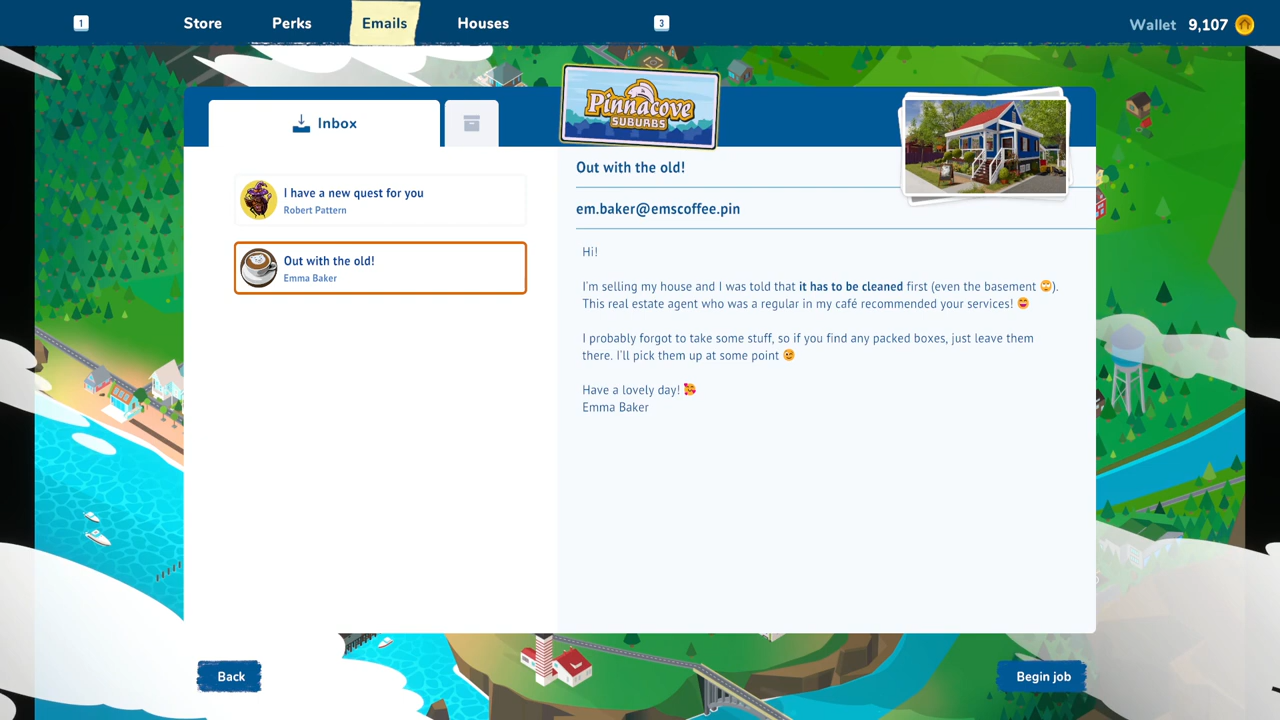 1
Store
Perks
Emails
Houses
3
Wallet 9,107
Inbox
Pinnacove
SUBURBS
I have a new quest for you
Robert Pattern
Out with the old!
Emma Baker
Out with the old!
em.baker@emscoffee.pin
Hi!
I'm selling my house and I was told that it has to be cleaned first (even the basement 🙄).
This real estate agent who was a regular in my café recommended your services! 😄
I probably forgot to take some stuff, so if you find any packed boxes, just leave them
there. I'll pick them up at some point 😉
Have a lovely day! 🥰
Emma Baker
Back
Begin job